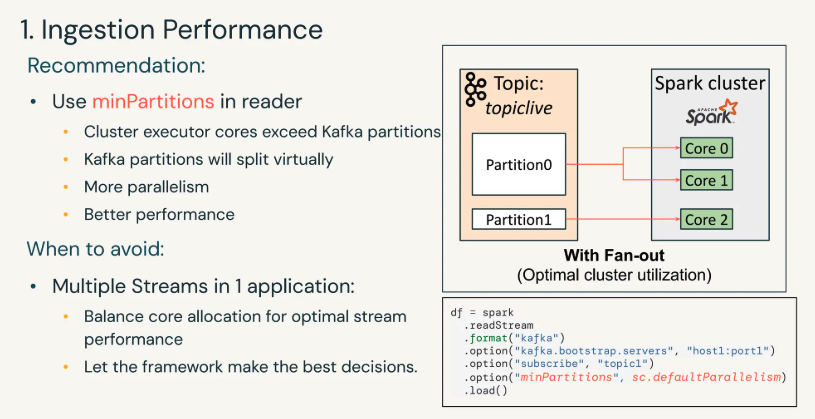 1. Ingestion Performance
Recommendation:
• Use minPartitions in reader
• Cluster executor cores exceed Kafka partitions
• Kafka partitions will split virtually
• More parallelism
• Better performance
When to avoid:
• Multiple Streams in 1 application:
• Balance core allocation for optimal stream
performance
• Let the framework make the best decisions.
Topic:
topiclive
Partition0
Partition1
Spark cluster
APACHE
Spark
Core 0
Core 1
Core 2
With Fan-out
(Optimal cluster utilization)
df = spark
.readStream
.format("kafka")
.option("kafka.bootstrap.servers", "host1:port1")
.option("subscribe", "topic1")
.option("minPartitions", sc.defaultParallelism)
.load()